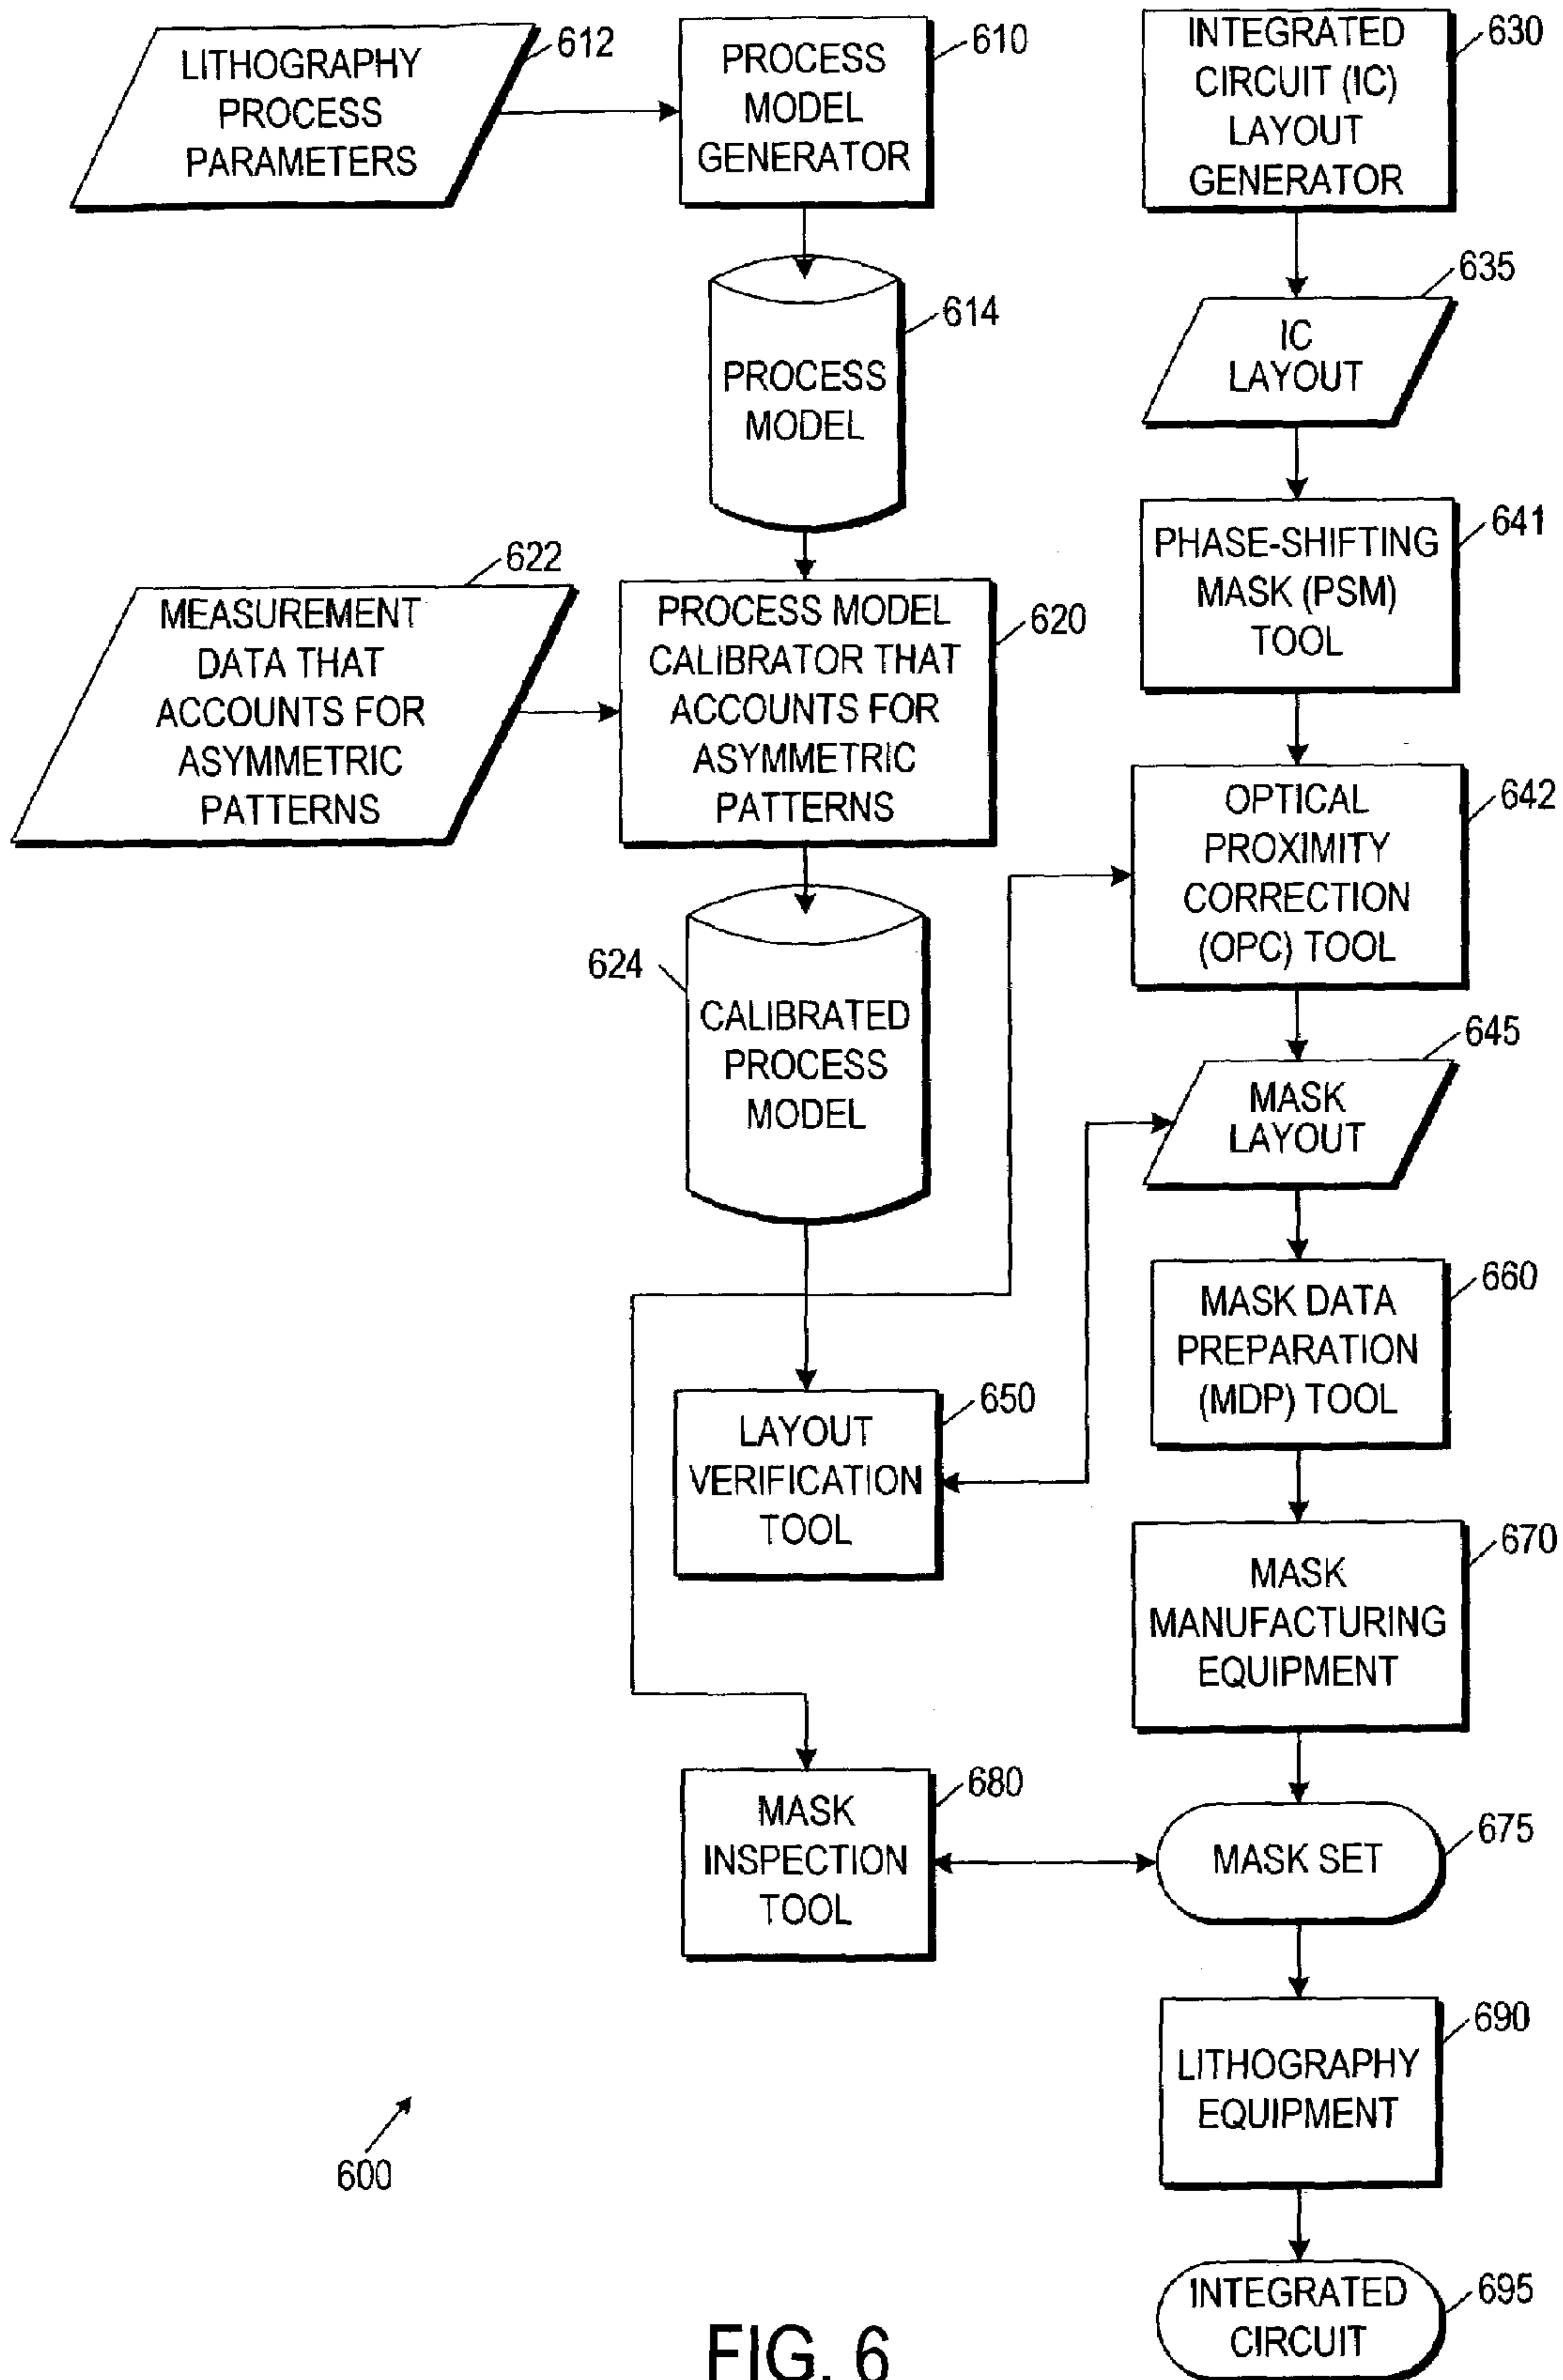 LITHOGRAPHY
PROCESS
PARAMETERS
612
PROCESS
MODEL
GENERATOR
610
PROCESS
MODEL
614
MEASUREMENT
DATA THAT
ACCOUNTS FOR
ASYMMETRIC
PATTERNS
622
PROCESS MODEL
CALIBRATOR THAT
ACCOUNTS FOR
ASYMMETRIC
PATTERNS
620
624
CALIBRATED
PROCESS
MODEL
LAYOUT
VERIFICATION
TOOL
650
MASK
INSPECTION
TOOL
680
INTEGRATED
CIRCUIT (IC)
LAYOUT
GENERATOR
630
635
IC
LAYOUT
PHASE-SHIFTING
MASK (PSM)
TOOL
641
OPTICAL
PROXIMITY
CORRECTION
(OPC) TOOL
642
645
MASK
LAYOUT
MASK DATA
PREPARATION
(MDP) TOOL
660
MASK
MANUFACTURING
EQUIPMENT
670
MASK SET
675
LITHOGRAPHY
EQUIPMENT
690
INTEGRATED
CIRCUIT
695
600
FIG. 6